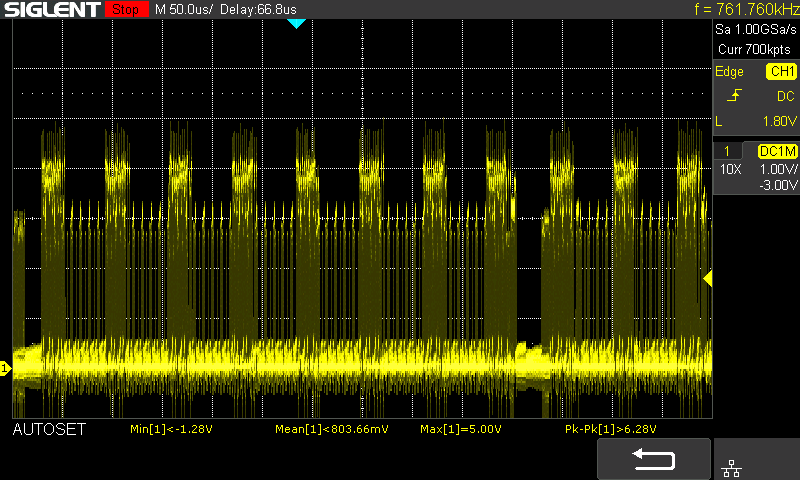 SIGLENT Stop M 50.0us/ Delay:66.8us f = 761.760kHz
Sa 1.00GSa/s
Curr 700kpts
Edge CH1
DC
L 1.80V
1 DC1M
10X 1.00V/
-3.00V
1
AUTOSET Min[1]<-1.28V Mean[1]<803.66mV Max[1]=5.00V Pk-Pk[1]>6.28V